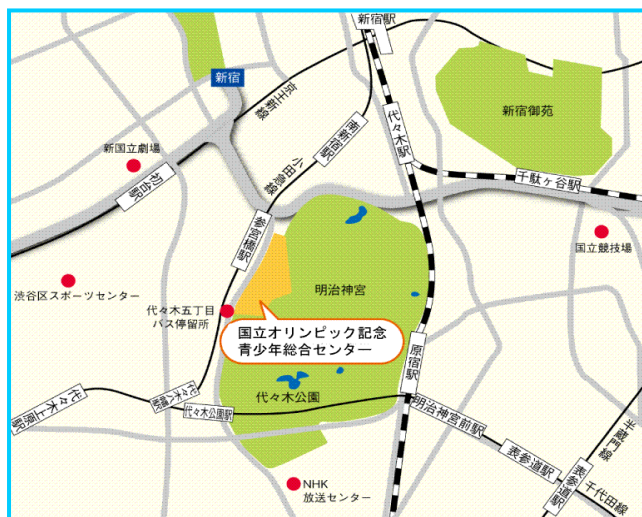 新宿駅
新宿
京王新線
新宿御苑
南新宿駅
代々木駅
新国立劇場
初台駅
小田急線
千駄ヶ谷駅
参宮橋駅
国立競技場
渋谷区スポーツセンター
明治神宮
代々木五丁目
バス停留所
国立オリンピック記念
青少年総合センター
原宿駅
代々木上原駅
代々木八幡駅
代々木公園駅
代々木公園
明治神宮前駅
半蔵門線
表参道駅
表参道駅
千代田線
NHK
放送センター